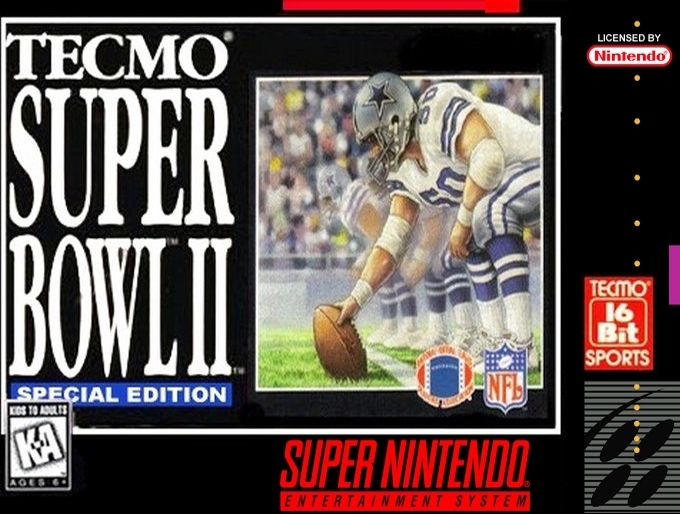 TECMO®
SUPER
BOWL II™
SPECIAL EDITION
KIDS TO ADULTS
K-A
AGES 6+
NFL
SUPER NINTENDO®
ENTERTAINMENT SYSTEM
LICENSED BY
Nintendo®
TECMO®
16
Bit
SPORTS